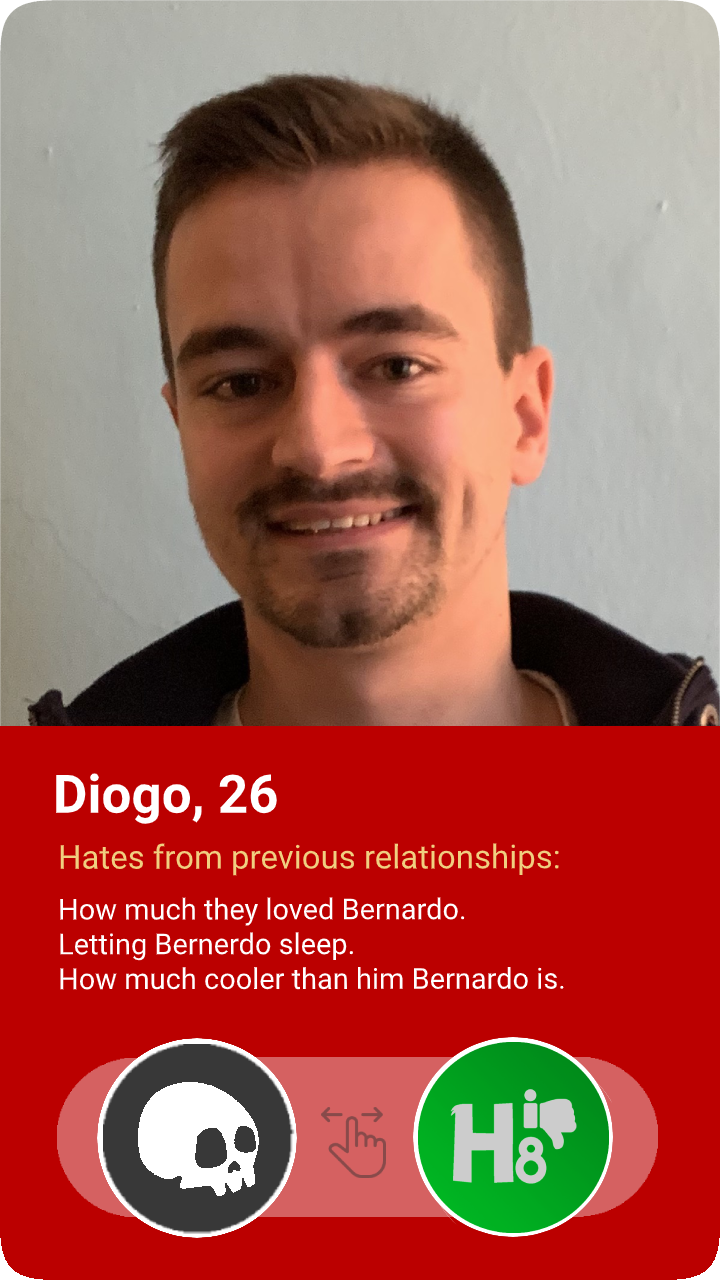 Diogo, 26
Hates from previous relationships:
How much they loved Bernardo.
Letting Bernerdo sleep.
How much cooler than him Bernardo is.
Hi8